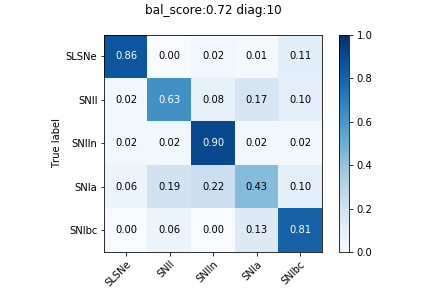 bal_score:0.72 diag:10
1.0
SLSNe 0.86 0.00 0.02 0.01 0.11
0.8
SNII 0.02 0.63 0.08 0.17 0.10
0.6
True label
SNIIn 0.02 0.02 0.90 0.02 0.02
0.4
SNIa 0.06 0.19 0.22 0.43 0.10
0.2
SNIbc 0.00 0.06 0.00 0.13 0.81
0.0
SLSNe SNII SNIIn SNIa SNIbc